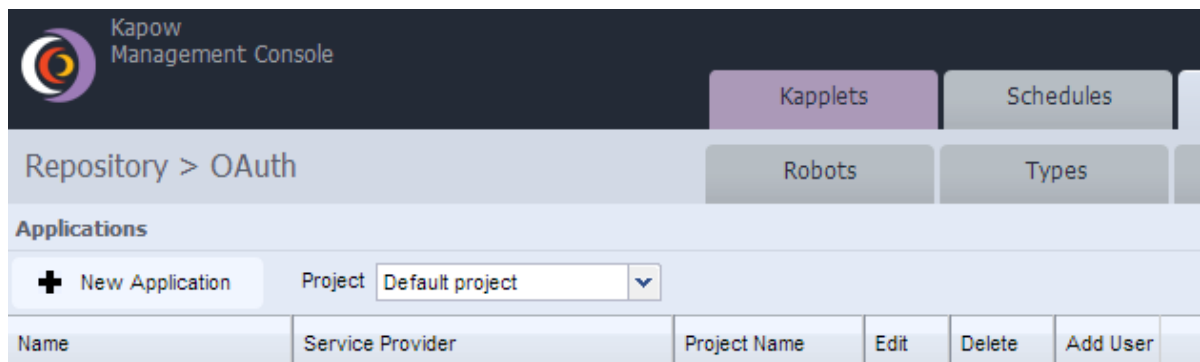 Kapow
Management Console
Kapplets Schedules
Repository > OAuth Robots Types
Applications
New Application Project Default project
Name Service Provider Project Name Edit Delete Add User